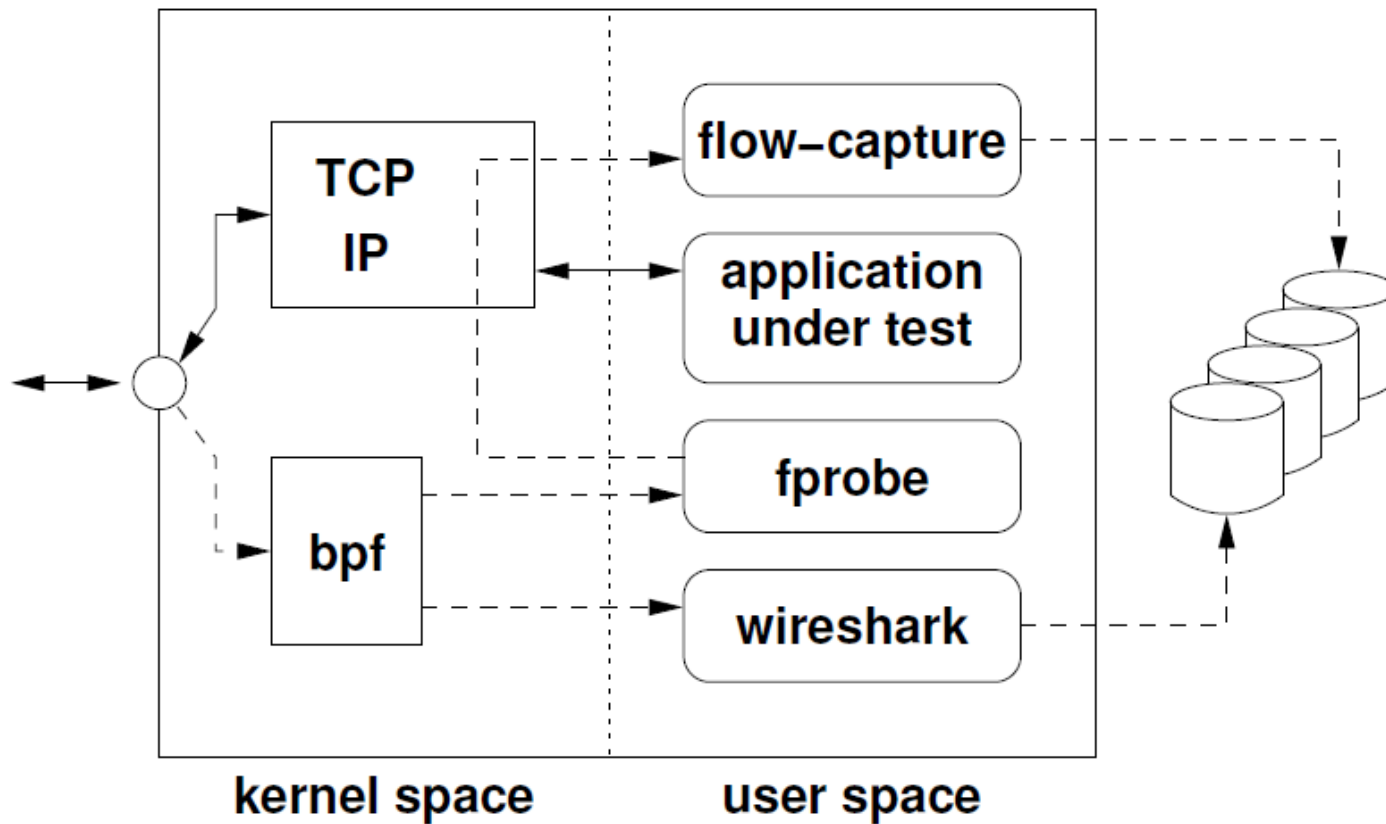 TCP
IP
bpf
flow−capture
application
under test
fprobe
wireshark
kernel space
user space